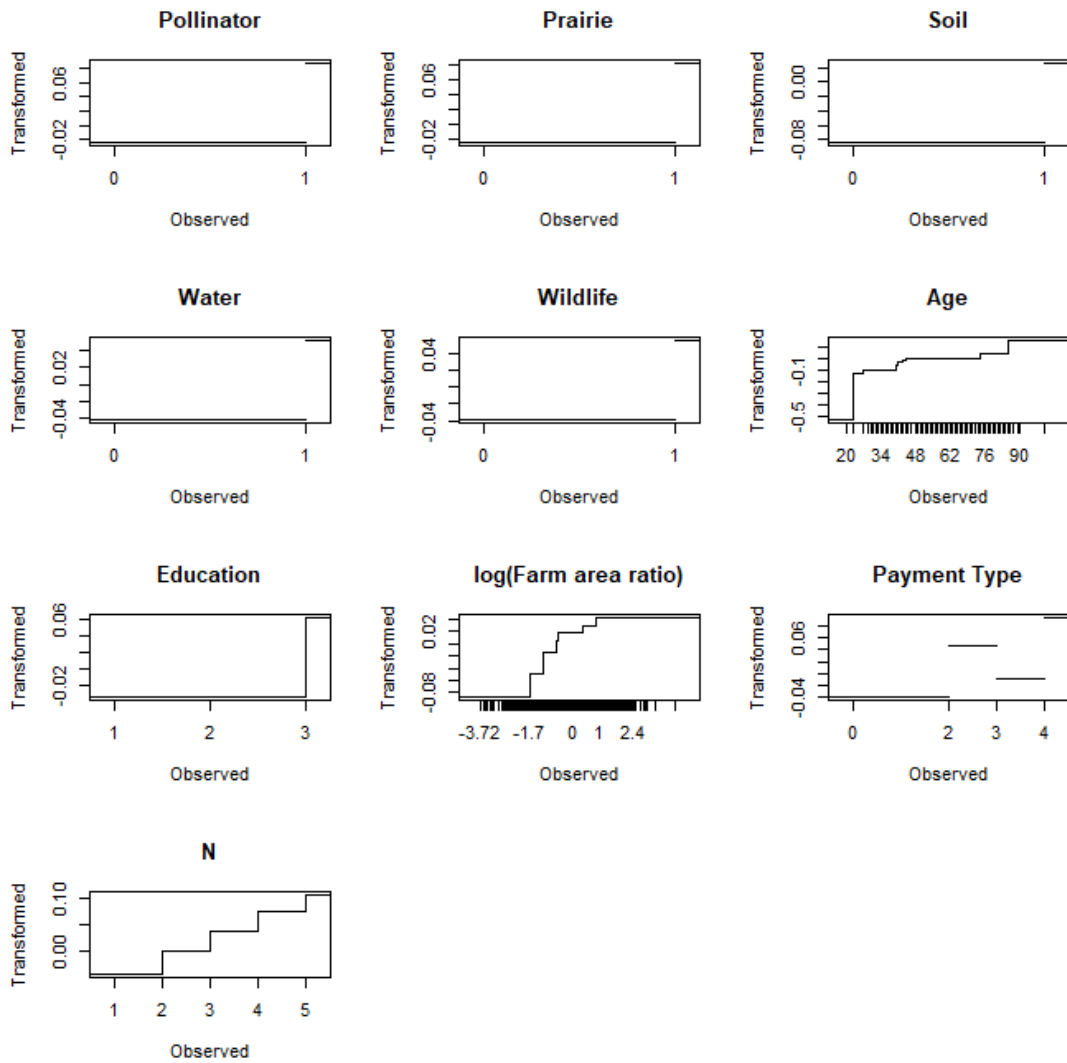 Pollinator
Transformed
-0.02 0.06
0 1
Observed
Prairie
Transformed
-0.02 0.06
0 1
Observed
Soil
Transformed
-0.08 0.00
0 1
Observed
Water
Transformed
-0.04 0.02
0 1
Observed
Wildlife
Transformed
-0.04 0.04
0 1
Observed
Age
Transformed
-0.5 -0.1
20 34 48 62 76 90
Observed
Education
Transformed
-0.02 0.06
1 2 3
Observed
log(Farm area ratio)
Transformed
-0.08 0.02
-3.72 -1.7 0 1 2.4
Observed
Payment Type
Transformed
-0.04 0.06
0 2 3 4
Observed
N
Transformed
0.00 0.10
1 2 3 4 5
Observed